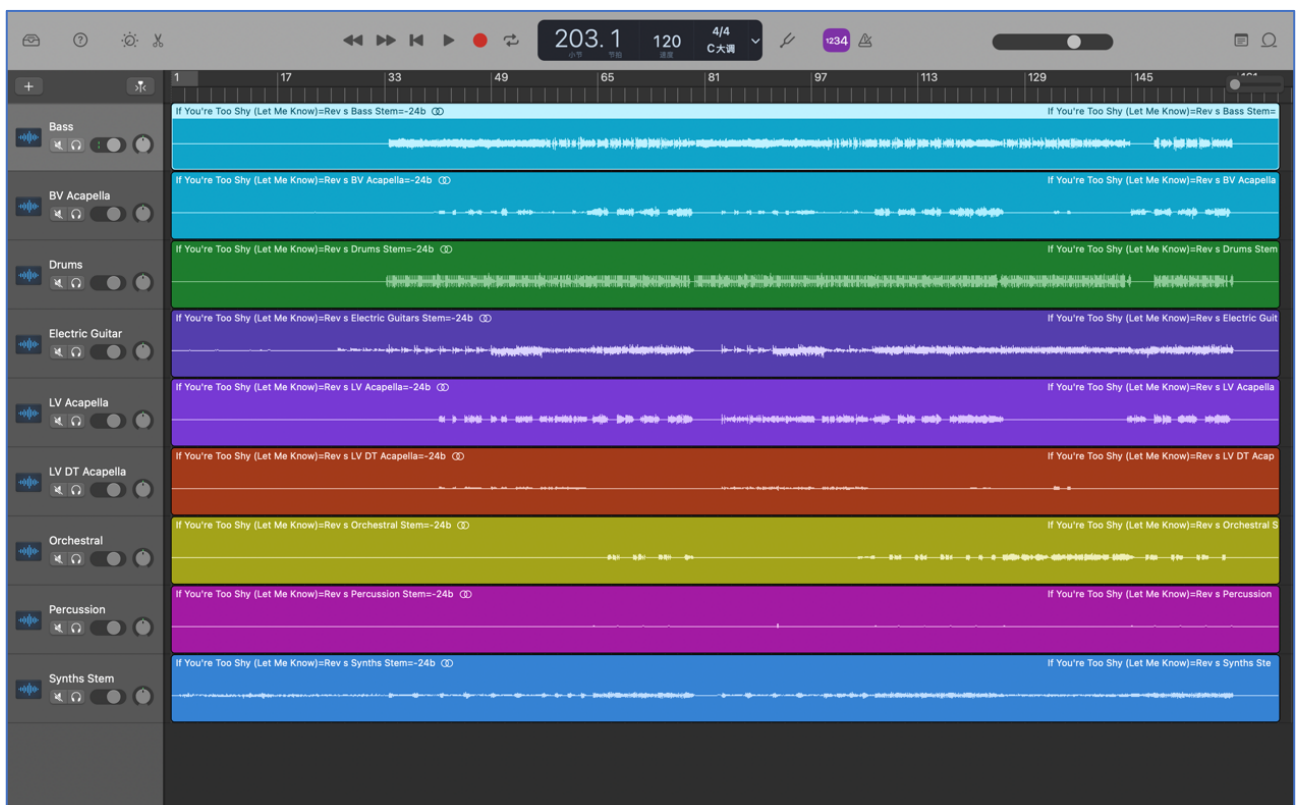 203. 1
小节 节拍
120
速度
4/4
C大调
1234
1 17 33 49 65 81 97 113 129 145 161
If You're Too Shy (Let Me Know)=Rev s Bass Stem=-24b If You're Too Shy (Let Me Know)=Rev s Bass Stem=
Bass
If You're Too Shy (Let Me Know)=Rev s BV Acapella=-24b If You're Too Shy (Let Me Know)=Rev s BV Acapella
BV Acapella
If You're Too Shy (Let Me Know)=Rev s Drums Stem=-24b If You're Too Shy (Let Me Know)=Rev s Drums Stem
Drums
If You're Too Shy (Let Me Know)=Rev s Electric Guitars Stem=-24b If You're Too Shy (Let Me Know)=Rev s Electric Guit
Electric Guitar
If You're Too Shy (Let Me Know)=Rev s LV Acapella=-24b If You're Too Shy (Let Me Know)=Rev s LV Acapella
LV Acapella
If You're Too Shy (Let Me Know)=Rev s LV DT Acapella=-24b If You're Too Shy (Let Me Know)=Rev s LV DT Acap
LV DT Acapella
If You're Too Shy (Let Me Know)=Rev s Orchestral Stem=-24b If You're Too Shy (Let Me Know)=Rev s Orchestral S
Orchestral
If You're Too Shy (Let Me Know)=Rev s Percussion Stem=-24b If You're Too Shy (Let Me Know)=Rev s Percussion
Percussion
If You're Too Shy (Let Me Know)=Rev s Synths Stem=-24b If You're Too Shy (Let Me Know)=Rev s Synths Ste
Synths Stem